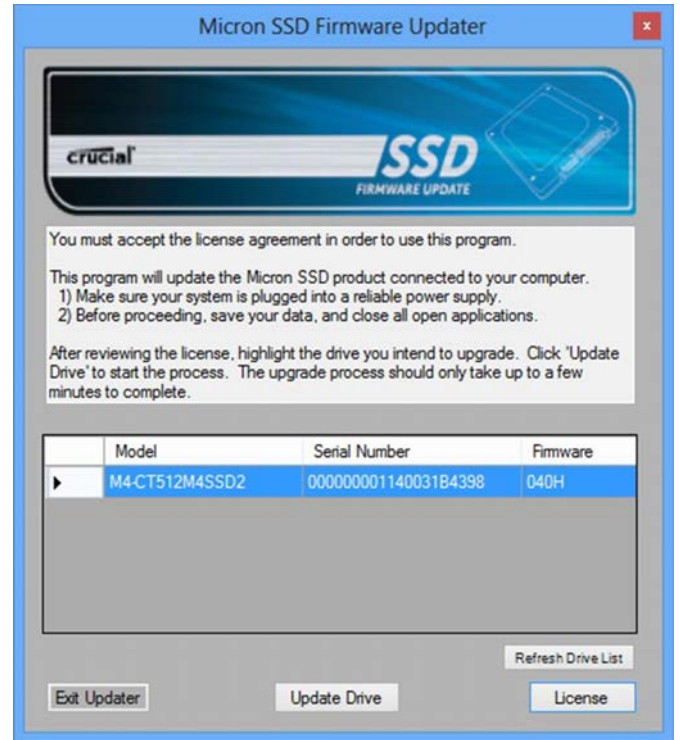 Micron SSD Firmware Updater
x
crucial
SSD
FIRMWARE UPDATE
You must accept the license agreement in order to use this program.
This program will update the Micron SSD product connected to your computer.
1) Make sure your system is plugged into a reliable power supply.
2) Before proceeding, save your data, and close all open applications.
After reviewing the license, highlight the drive you intend to upgrade. Click 'Update
Drive' to start the process. The upgrade process should only take up to a few
minutes to complete.
Model Serial Number Firmware
M4-CT512M4SSD2 000000001140031B4398 040H
Refresh Drive List
Exit Updater Update Drive License